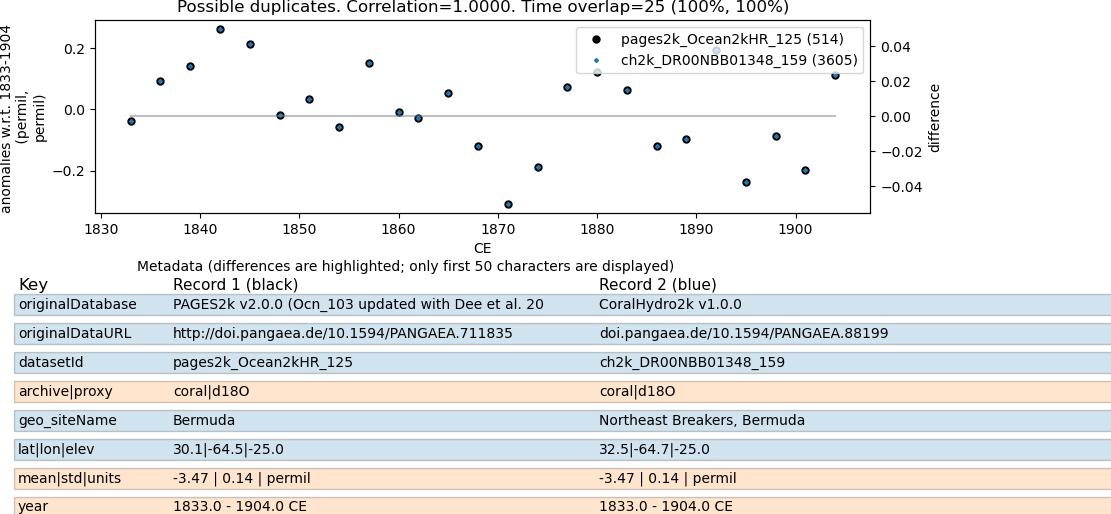 Possible duplicates. Correlation=1.0000. Time overlap=25 (100%, 100%)
anomalies w.r.t. 1833-1904
(permil,
permil)
0.2
0.0
−0.2
pages2k_Ocean2kHR_125 (514)
ch2k_DR00NBB01348_159 (3605)
0.04
0.02
0.00
−0.02
−0.04
difference
1830 1840 1850 1860 1870 1880 1890 1900
CE
Metadata (differences are highlighted; only first 50 characters are displayed)
Key Record 1 (black) Record 2 (blue)
originalDatabase PAGES2k v2.0.0 (Ocn_103 updated with Dee et al. 20 CoralHydro2k v1.0.0
originalDataURL http://doi.pangaea.de/10.1594/PANGAEA.711835 doi.pangaea.de/10.1594/PANGAEA.88199
datasetId pages2k_Ocean2kHR_125 ch2k_DR00NBB01348_159
archive|proxy coral|d18O coral|d18O
geo_siteName Bermuda Northeast Breakers, Bermuda
lat|lon|elev 30.1|-64.5|-25.0 32.5|-64.7|-25.0
mean|std|units -3.47 | 0.14 | permil -3.47 | 0.14 | permil
year 1833.0 - 1904.0 CE 1833.0 - 1904.0 CE